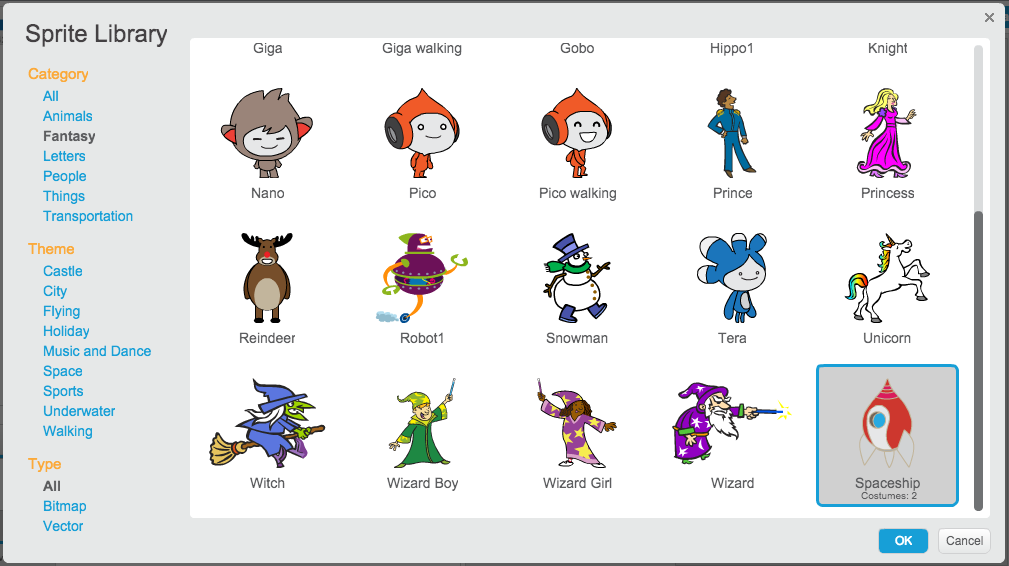 Sprite Library
Category
All
Animals
Fantasy
Letters
People
Things
Transportation
Theme
Castle
City
Flying
Holiday
Music and Dance
Space
Sports
Underwater
Walking
Type
All
Bitmap
Vector
Giga Giga walking Gobo Hippo1 Knight
Nano Pico Pico walking Prince Princess
Reindeer Robot1 Snowman Tera Unicorn
Witch Wizard Boy Wizard Girl Wizard Spaceship
Costumes: 2
OK Cancel